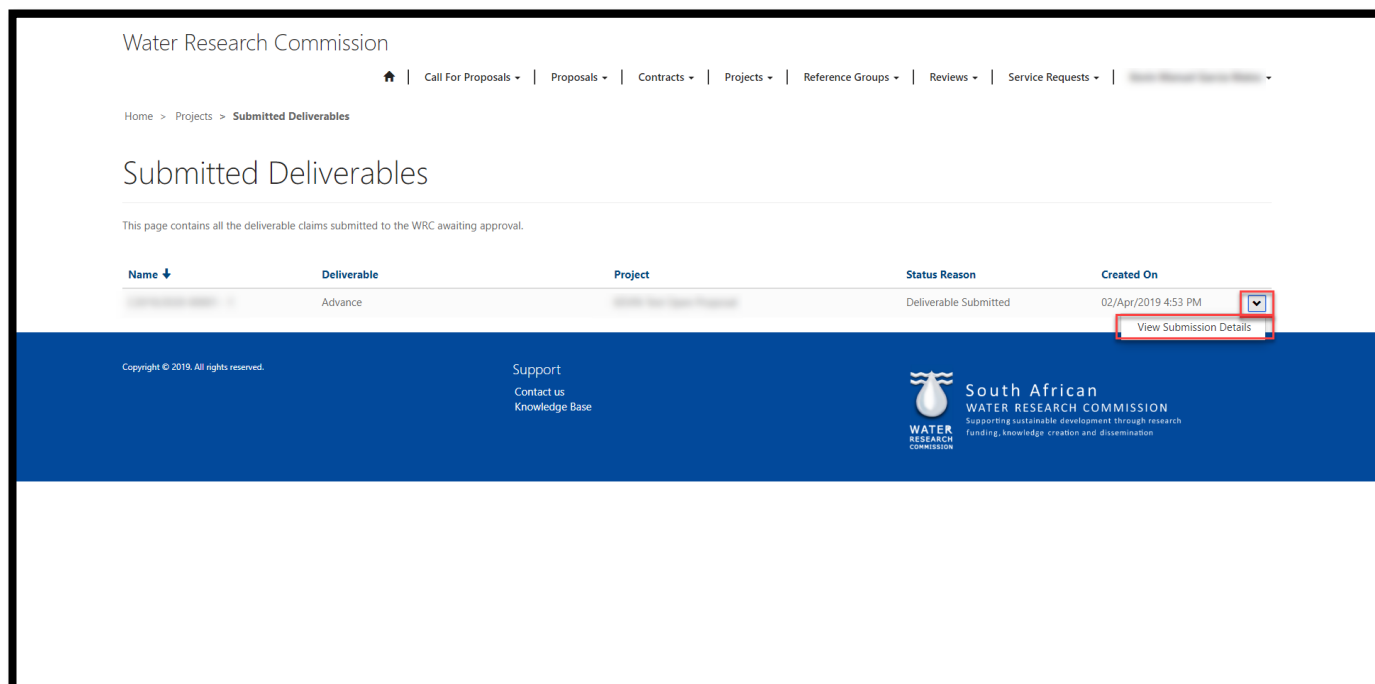 Water Research Commission
Call For Proposals Proposals Contracts Projects Reference Groups Reviews Service Requests
Home > Projects > Submitted Deliverables
Submitted Deliverables
This page contains all the deliverable claims submitted to the WRC awaiting approval.
Name Deliverable Project Status Reason Created On
Advance Deliverable Submitted 02/Apr/2019 4:53 PM
View Submission Details
Copyright © 2019. All rights reserved.
Support
Contact us
Knowledge Base
WATER
RESEARCH
COMMISSION
South African
WATER RESEARCH COMMISSION
Supporting sustainable development through research
funding, knowledge creation and dissemination